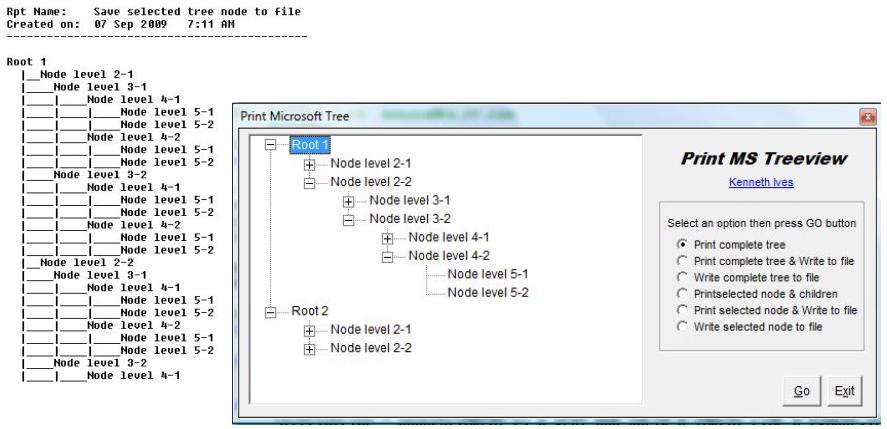 Rpt Name:    Save selected tree node to file
Created on:  07 Sep 2009   7:11 AM
--------------------------------------------
Root 1
|__Node level 2-1
|____Node level 3-1
|____|____Node level 4-1
|____|____|____Node level 5-1
|____|____|____Node level 5-2
|____|____Node level 4-2
|____|____|____Node level 5-1
|____|____|____Node level 5-2
|____Node level 3-2
|____|____Node level 4-1
|____|____|____Node level 5-1
|____|____|____Node level 5-2
|____|____Node level 4-2
|____|____|____Node level 5-1
|____|____|____Node level 5-2
|__Node level 2-2
|____Node level 3-1
|____|____Node level 4-1
|____|____|____Node level 5-1
|____|____|____Node level 5-2
|____|____Node level 4-2
|____|____|____Node level 5-1
|____|____|____Node level 5-2
|____Node level 3-2
|____|____Node level 4-1
Print Microsoft Tree
Root 1
Node level 2-1
Node level 2-2
Node level 3-1
Node level 3-2
Node level 4-1
Node level 4-2
Node level 5-1
Node level 5-2
Root 2
Node level 2-1
Node level 2-2
Print MS Treeview
Kenneth Ives
Select an option then press GO button
Print complete tree
Print complete tree & Write to file
Write complete tree to file
Printselected node & children
Print selected node & Write to file
Write selected node to file
Go
Exit